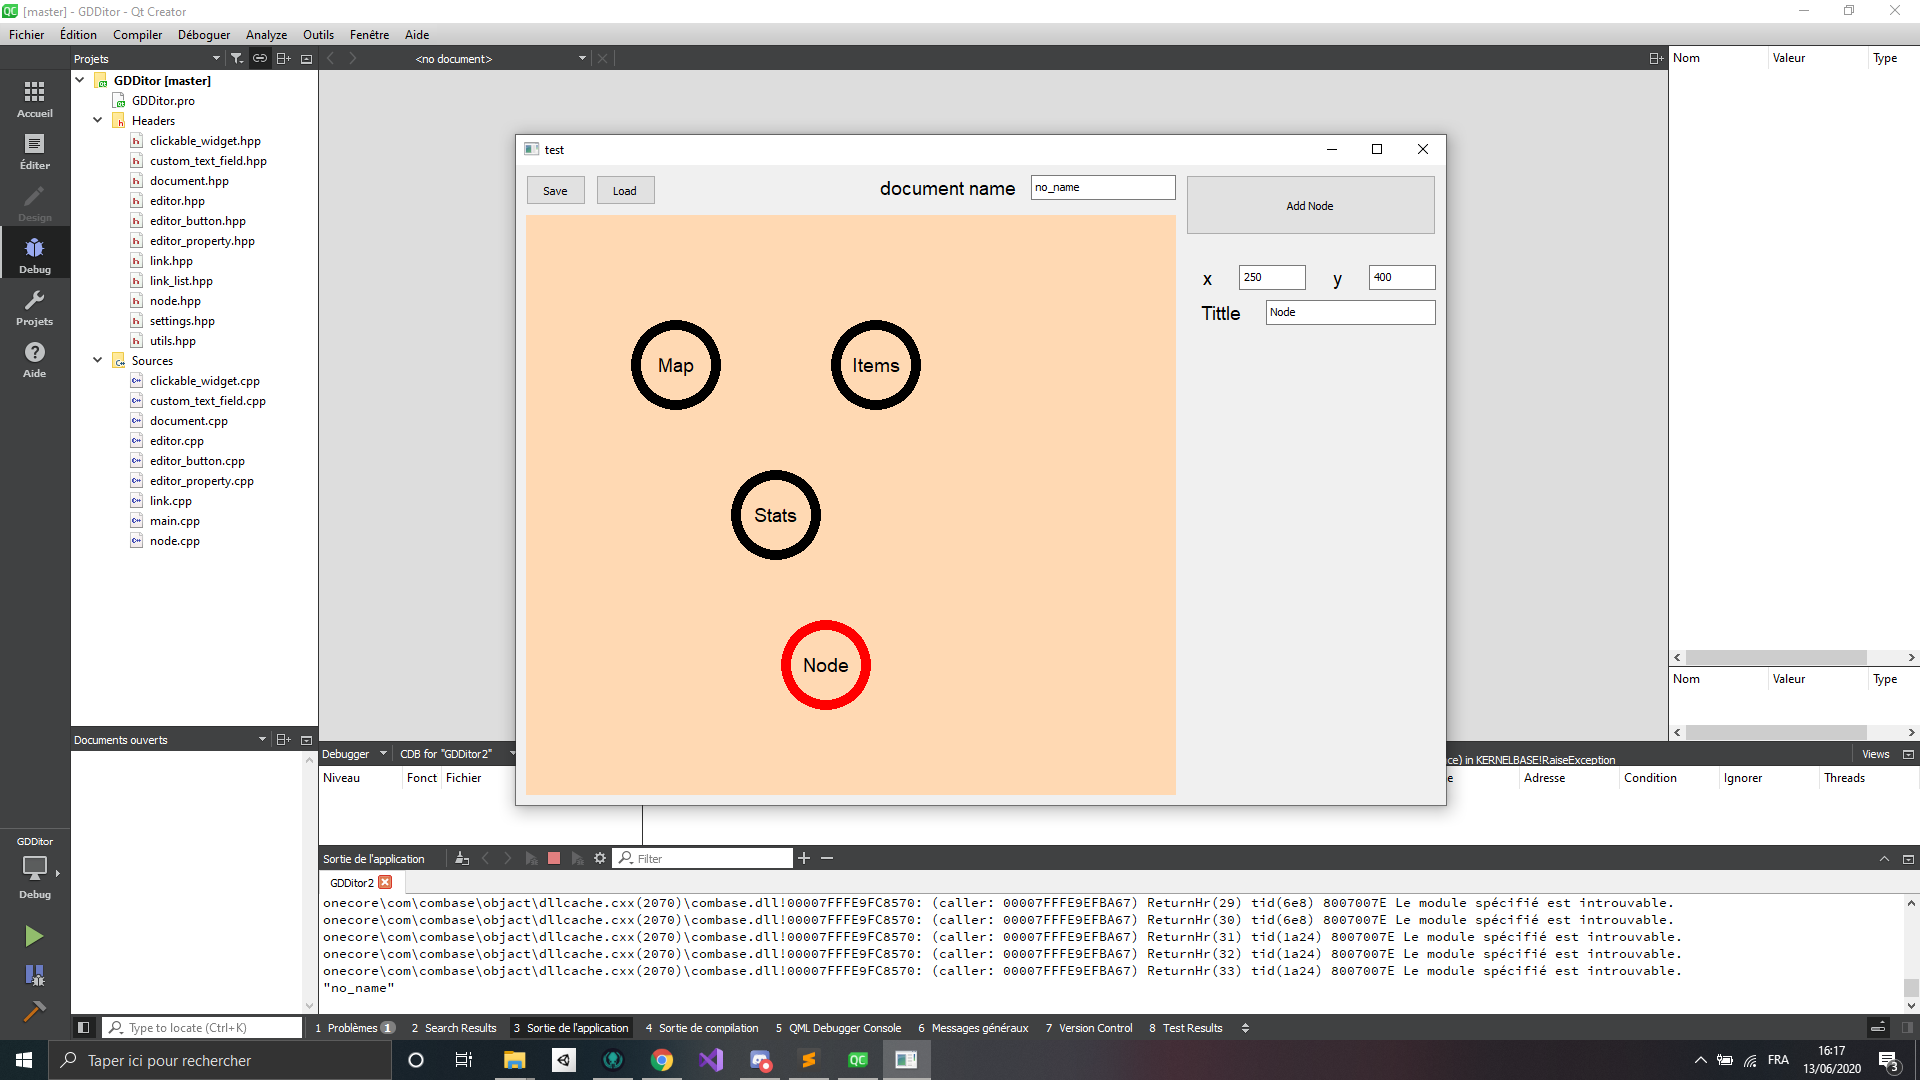 [master] - GDDitor - Qt Creator
Fichier Édition Compiler Déboguer Analyze Outils Fenêtre Aide
Projets
<no document>
Nom Valeur Type
Accueil
Éditer
Design
Debug
Projets
Aide
GDDitor [master]
GDDitor.pro
Headers
clickable_widget.hpp
custom_text_field.hpp
document.hpp
editor.hpp
editor_button.hpp
editor_property.hpp
link.hpp
link_list.hpp
node.hpp
settings.hpp
utils.hpp
Sources
clickable_widget.cpp
custom_text_field.cpp
document.cpp
editor.cpp
editor_button.cpp
editor_property.cpp
link.cpp
main.cpp
node.cpp
test
Save Load document name no_name Add Node
x 250 y 400
Tittle Node
Map Items
Stats
Node
Nom Valeur Type
Documents ouverts
Debugger CDB for "GDDitor2" ce) in KERNELBASE!RaiseException Views
Niveau Fonct Fichier e Adresse Condition Ignorer Threads
GDDitor
Debug
Sortie de l'application Filter
GDDitor2
onecore\com\combase\objact\dllcache.cxx(2070)\combase.dll!00007FFFE9FC8570: (caller: 00007FFFE9EFBA67) ReturnHr(29) tid(6e8) 8007007E Le module spécifié est introuvable.
onecore\com\combase\objact\dllcache.cxx(2070)\combase.dll!00007FFFE9FC8570: (caller: 00007FFFE9EFBA67) ReturnHr(30) tid(6e8) 8007007E Le module spécifié est introuvable.
onecore\com\combase\objact\dllcache.cxx(2070)\combase.dll!00007FFFE9FC8570: (caller: 00007FFFE9EFBA67) ReturnHr(31) tid(1a24) 8007007E Le module spécifié est introuvable.
onecore\com\combase\objact\dllcache.cxx(2070)\combase.dll!00007FFFE9FC8570: (caller: 00007FFFE9EFBA67) ReturnHr(32) tid(1a24) 8007007E Le module spécifié est introuvable.
onecore\com\combase\objact\dllcache.cxx(2070)\combase.dll!00007FFFE9FC8570: (caller: 00007FFFE9EFBA67) ReturnHr(33) tid(1a24) 8007007E Le module spécifié est introuvable.
"no_name"
Type to locate (Ctrl+K) 1 Problèmes 1 2 Search Results 3 Sortie de l'application 4 Sortie de compilation 5 QML Debugger Console 6 Messages généraux 7 Version Control 8 Test Results
Taper ici pour rechercher
FRA
16:17
13/06/2020
3